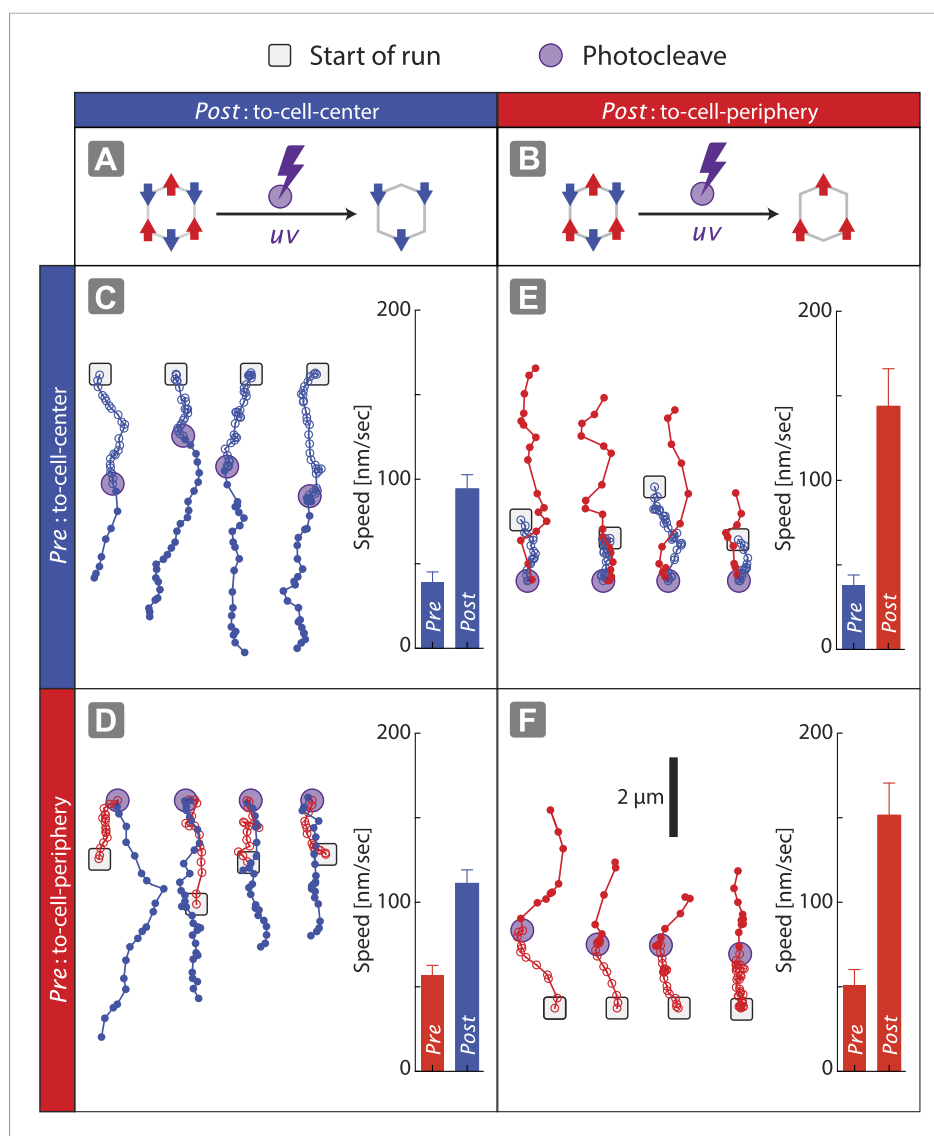 Start of run
Photocleave
Post : to-cell-center
Post : to-cell-periphery
A
uv
B
uv
Pre : to-cell-center
C
200
100
0
Speed [nm/sec]
Pre
Post
E
200
100
0
Speed [nm/sec]
Pre
Post
Pre : to-cell-periphery
D
200
100
0
Speed [nm/sec]
Pre
Post
F
2 μm
200
100
0
Speed [nm/sec]
Pre
Post